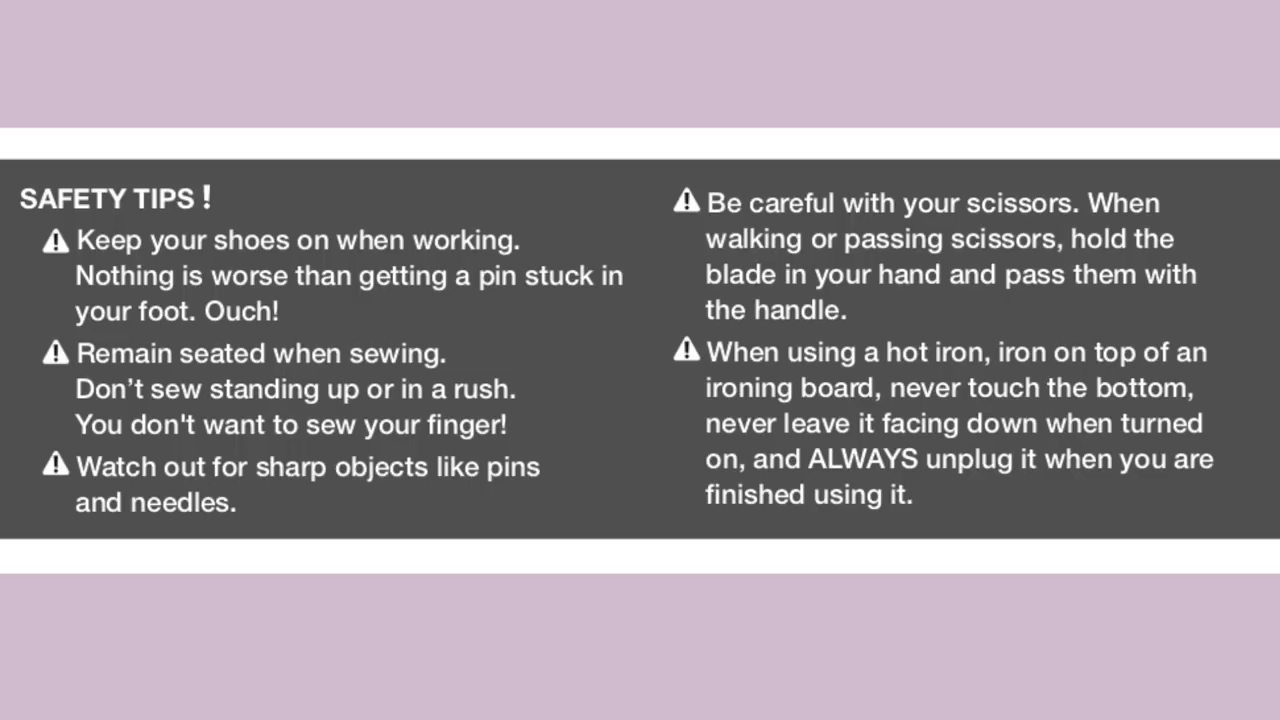 SAFETY TIPS !
Keep your shoes on when working.
Nothing is worse than getting a pin stuck in
your foot. Ouch!
Remain seated when sewing.
Don’t sew standing up or in a rush.
You don't want to sew your finger!
Watch out for sharp objects like pins
and needles.
Be careful with your scissors. When
walking or passing scissors, hold the
blade in your hand and pass them with
the handle.
When using a hot iron, iron on top of an
ironing board, never touch the bottom,
never leave it facing down when turned
on, and ALWAYS unplug it when you are
finished using it.